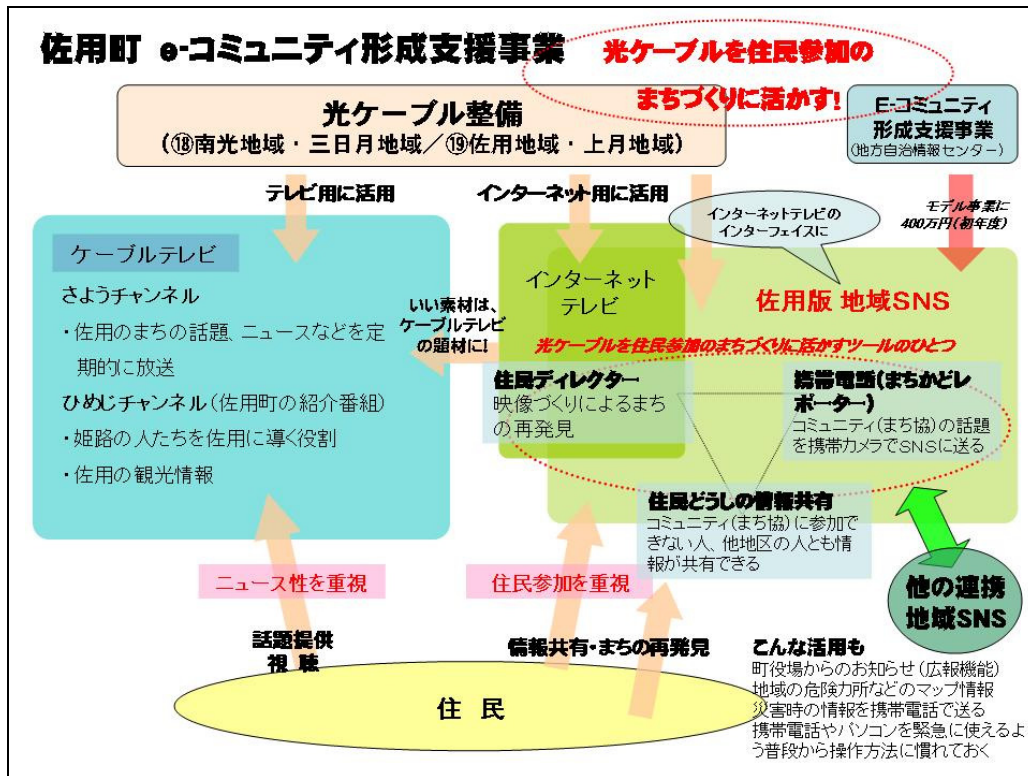 佐用町 e-コミュニティ形成支援事業
光ケーブルを住民参加の
まちづくりに活かす!
光ケーブル整備
(⑱南光地域・三日月地域/⑲佐用地域・上月地域)
E-コミュニティ
形成支援事業
(地方自治情報センター)
テレビ用に活用
インターネット用に活用
モデル事業に
400万円(初年度)
インターネットテレビの
インターフェイスに
ケーブルテレビ
さようチャンネル
・佐用のまちの話題、ニュースなどを定
期的に放送
ひめじチャンネル(佐用町の紹介番組)
・姫路の人たちを佐用に導く役割
・佐用の観光情報
いい素材は、
ケーブルテレビ
の題材に!
インターネット
テレビ
佐用版 地域SNS
光ケーブルを住民参加のまちづくりに活かすツールのひとつ
住民ディレクター
映像づくりによるまち
の再発見
携帯電話(まちかどレ
ポーター)
コミュニティ(まち協)の話題
を携帯カメラでSNSに送る
住民どうしの情報共有
コミュニティ(まち協)に参加で
きない人、他地区の人とも情
報が共有できる
他の連携
地域SNS
ニュース性を重視
住民参加を重視
話題提供
視 聴
情報共有・まちの再発見
住 民
こんな活用も
町役場からのお知らせ(広報機能)
地域の危険カ所などのマップ情報
災害時の情報を携帯電話で送る
携帯電話やパソコンを緊急に使えるよ
う普段から操作方法に慣れておく